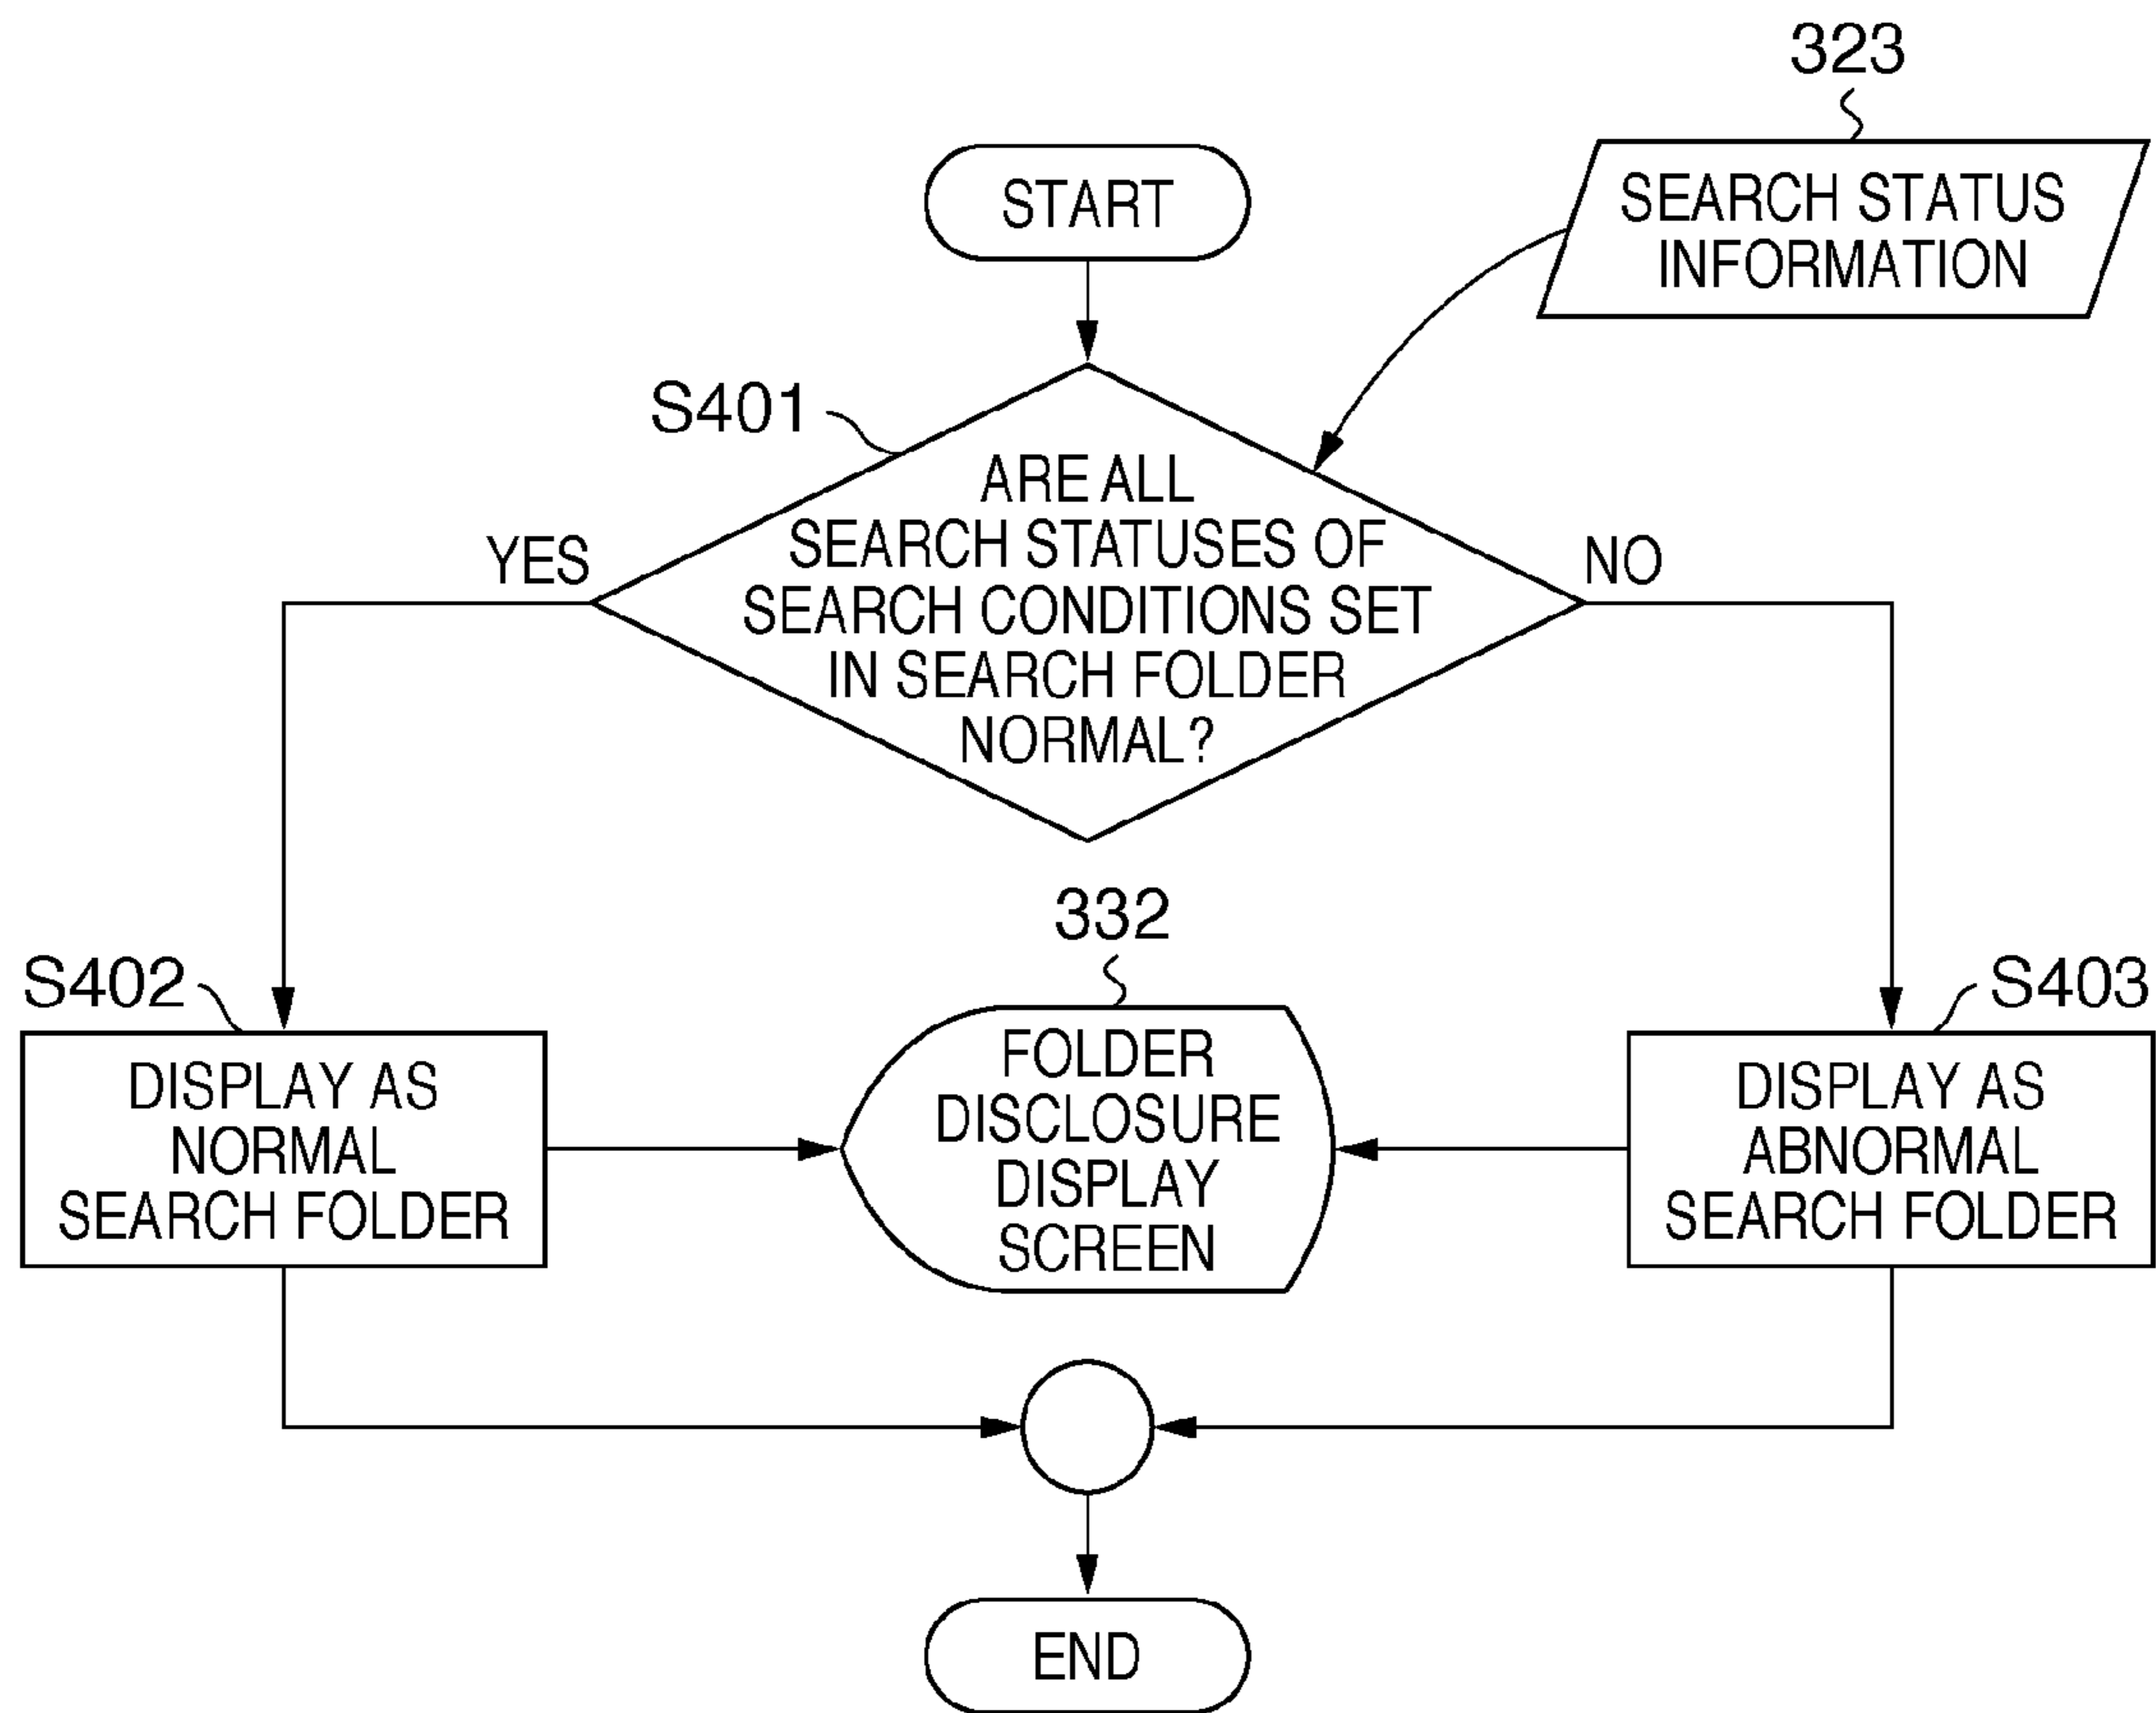 323
START
SEARCH STATUS
INFORMATION
S401
ARE ALL
SEARCH STATUSES OF
SEARCH CONDITIONS SET
IN SEARCH FOLDER
NORMAL?
YES
NO
332
S402
S403
DISPLAY AS
NORMAL
SEARCH FOLDER
FOLDER
DISCLOSURE
DISPLAY
SCREEN
DISPLAY AS
ABNORMAL
SEARCH FOLDER
END